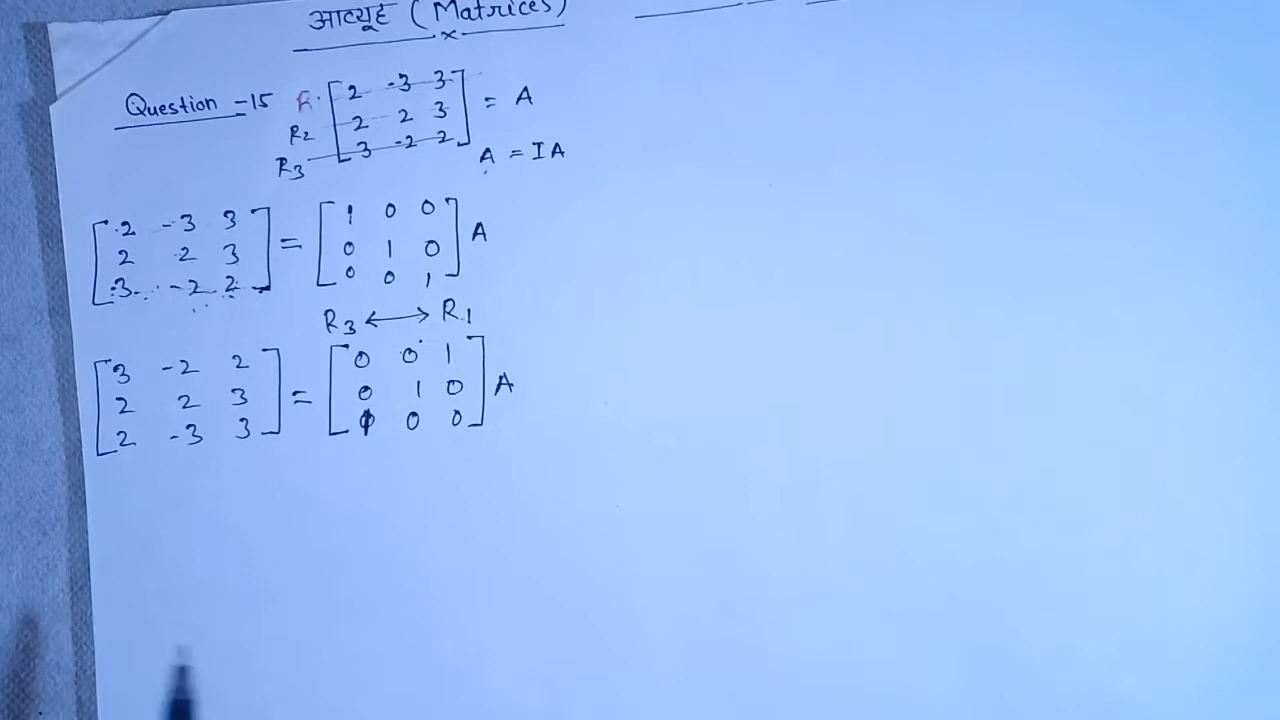 आव्यूह (Matrices)
×
Question - 15 R₁ [2 -3 3] = A
R₂ [2 2 3]
R₃ [3 -2 2] A = IA
[2 -3 3] = [1 0 0] A
[2 2 3] [0 1 0]
[3 -2 2] [0 0 1]
R₃ ↔ R₁
[3 -2 2] = [0 0 1] A
[2 2 3] [0 1 0]
[2 -3 3] [1 0 0]